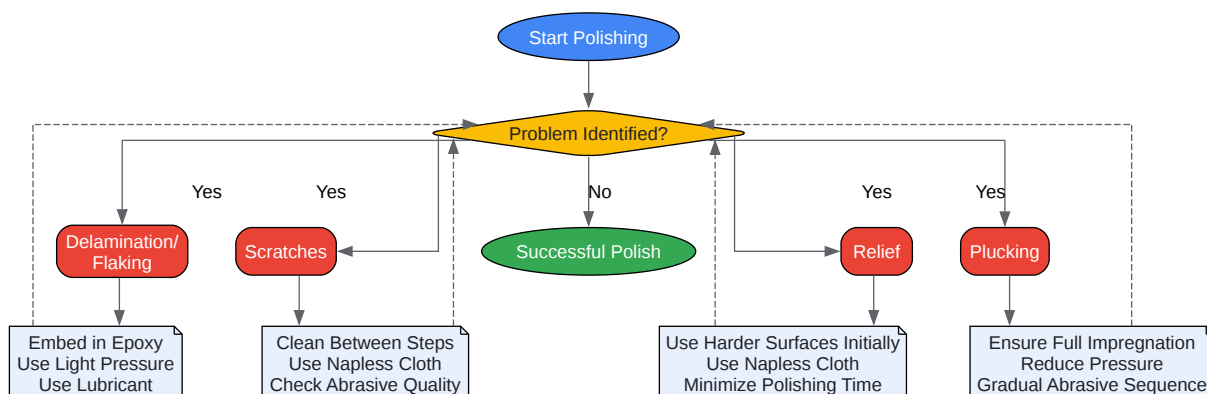 Start Polishing
Problem Identified?
Yes
Yes
No
Yes
Yes
Delamination/
Flaking
Scratches
Successful Polish
Relief
Plucking
Embed in Epoxy
Use Light Pressure
Use Lubricant
Clean Between Steps
Use Napless Cloth
Check Abrasive Quality
Use Harder Surfaces Initially
Use Napless Cloth
Minimize Polishing Time
Ensure Full Impregnation
Reduce Pressure
Gradual Abrasive Sequence